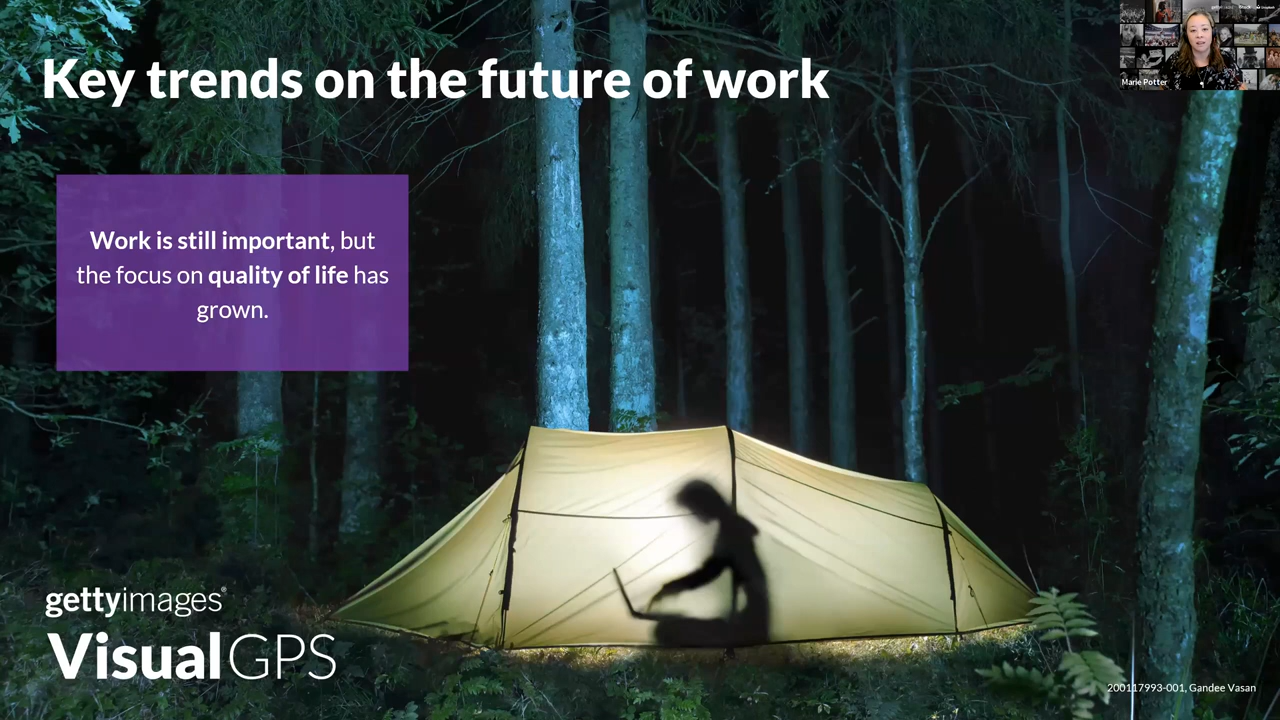 Key trends on the future of work
Marie Potter
Work is still important, but
the focus on quality of life has
grown.
gettyimages®
VisualGPS
200117993-001, Gandee Vasan